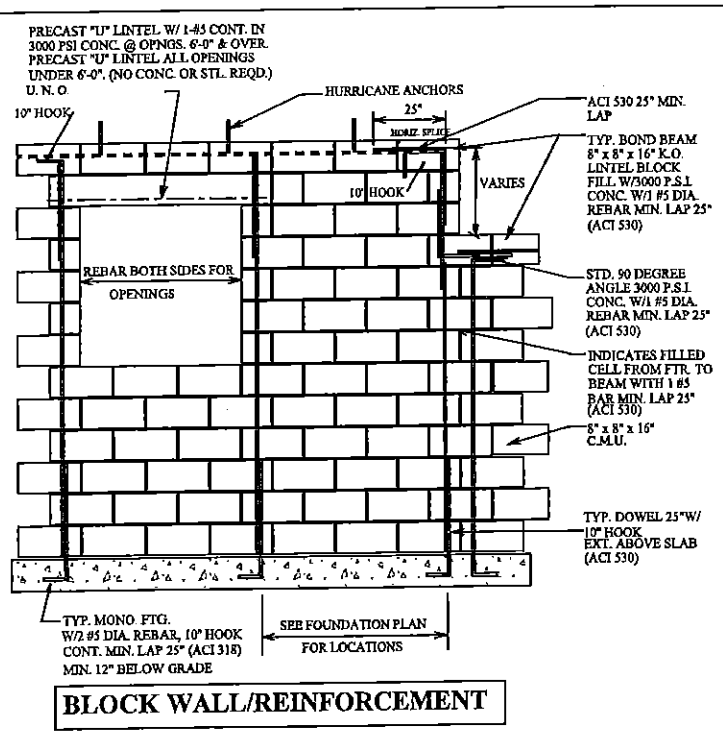 PRECAST "U" LINTEL W/ 1-#5 CONT. IN
3000 PSI CONC. @ OPNGS. 6'-0" & OVER.
PRECAST "U" LINTEL ALL OPENINGS
UNDER 6'-0". (NO CONC. OR STL. REQD.)
U. N. O.
10" HOOK
HURRICANE ANCHORS
25"
HORIZ. SPLICE
10" HOOK
ACI 530 25" MIN.
LAP
TYP. BOND BEAM
8" x 8" x 16" K.O.
LINTEL BLOCK
FILL W/3000 P.S.I.
CONC. W/1 #5 DIA.
REBAR MIN. LAP 25"
(ACI 530)
VARIES
REBAR BOTH SIDES FOR
OPENINGS
STD. 90 DEGREE
ANGLE 3000 P.S.I.
CONC. W/1 #5 DIA.
REBAR MIN. LAP 25"
(ACI 530)
INDICATES FILLED
CELL FROM FTR. TO
BEAM WITH 1 #5
BAR MIN. LAP 25"
(ACI 530)
8" x 8" x 16"
C.M.U.
TYP. DOWEL 25"W/
10" HOOK
EXT. ABOVE SLAB
(ACI 530)
TYP. MONO. FTG.
W/2 #5 DIA. REBAR, 10" HOOK
CONT. MIN. LAP 25" (ACI 318)
MIN. 12" BELOW GRADE
SEE FOUNDATION PLAN
FOR LOCATIONS
BLOCK WALL/REINFORCEMENT